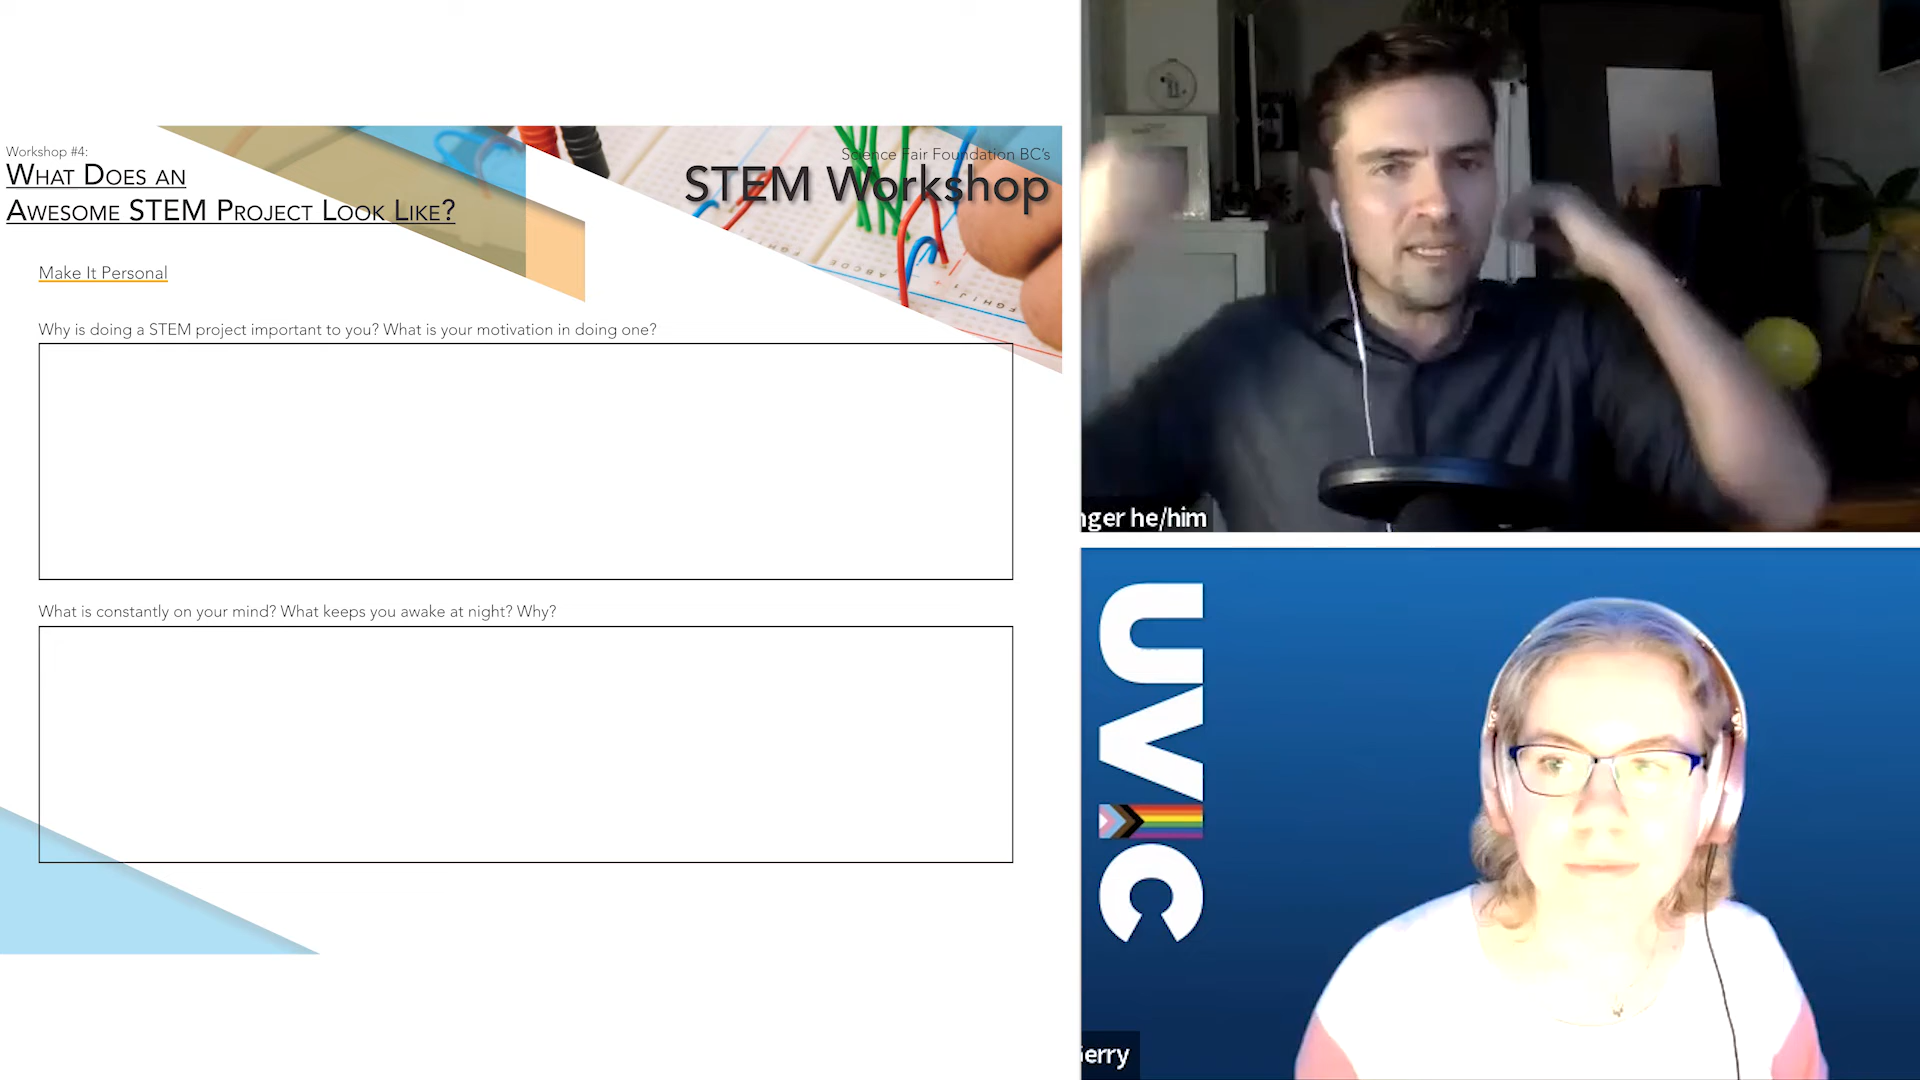 Workshop #4:
What Does an
Awesome STEM Project Look Like?
Science Fair Foundation BC's
STEM Workshop
Make It Personal
Why is doing a STEM project important to you? What is your motivation in doing one?
What is constantly on your mind? What keeps you awake at night? Why?
he/him
UVIC